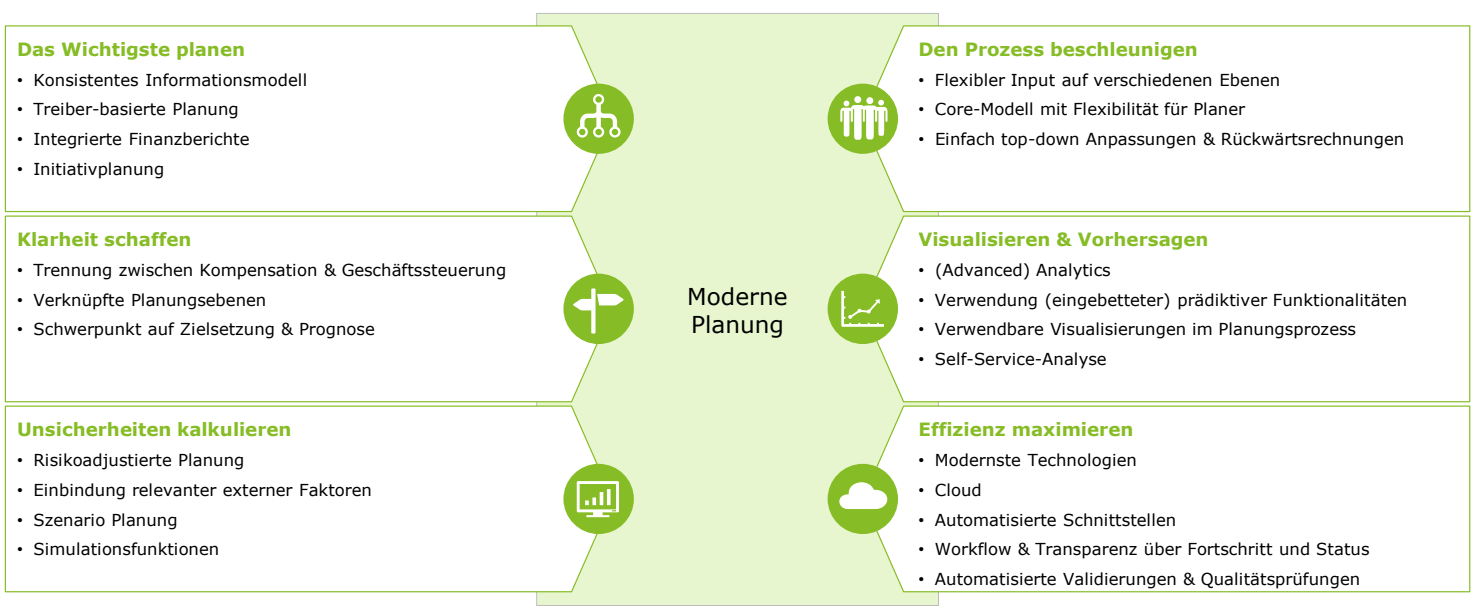 Das Wichtigste planen
• Konsistentes Informationsmodell
• Treiber-basierte Planung
• Integrierte Finanzberichte
• Initiativplanung
Klarheit schaffen
• Trennung zwischen Kompensation & Geschäftssteuerung
• Verknüpfte Planungsebenen
• Schwerpunkt auf Zielsetzung & Prognose
Unsicherheiten kalkulieren
• Risikoadjustierte Planung
• Einbindung relevanter externer Faktoren
• Szenario Planung
• Simulationsfunktionen
Moderne
Planung
Den Prozess beschleunigen
• Flexibler Input auf verschiedenen Ebenen
• Core-Modell mit Flexibilität für Planer
• Einfach top-down Anpassungen & Rückwärtsrechnungen
Visualisieren & Vorhersagen
• (Advanced) Analytics
• Verwendung (eingebetteter) prädiktiver Funktionalitäten
• Verwendbare Visualisierungen im Planungsprozess
• Self-Service-Analyse
Effizienz maximieren
• Modernste Technologien
• Cloud
• Automatisierte Schnittstellen
• Workflow & Transparenz über Fortschritt und Status
• Automatisierte Validierungen & Qualitätsprüfungen